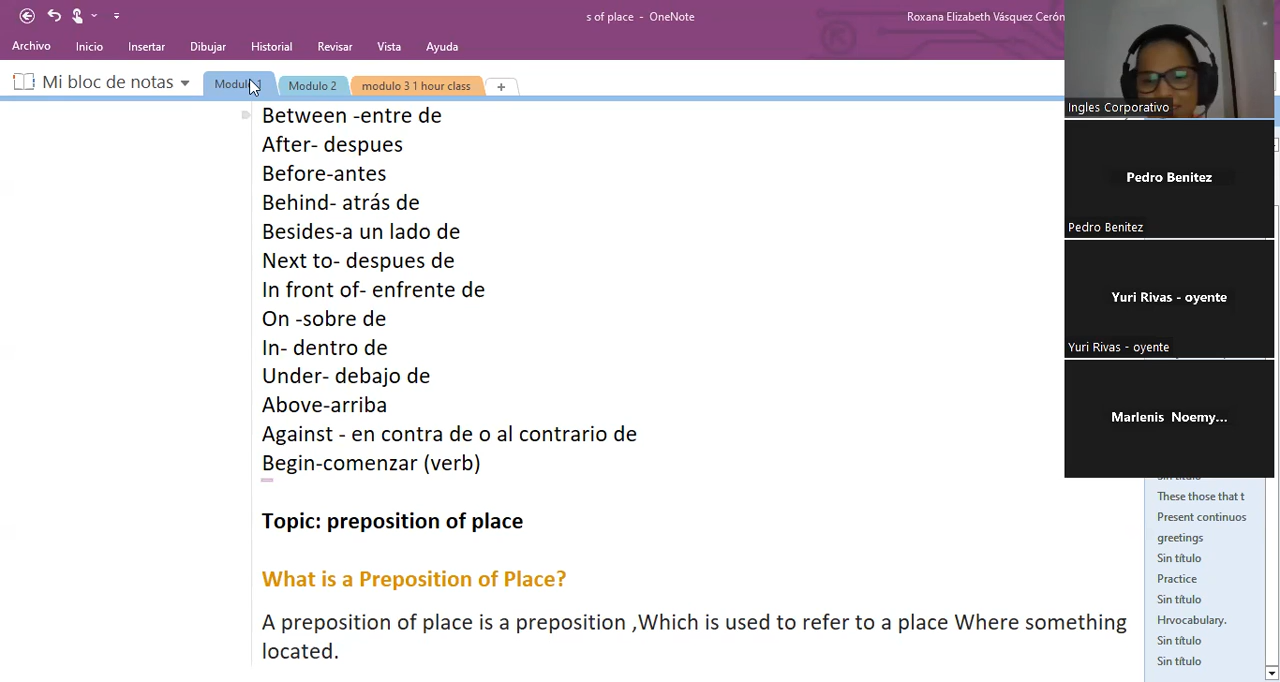 s of place - OneNote
Roxana Elizabeth Vásquez Cerón
Archivo Inicio Insertar Dibujar Historial Revisar Vista Ayuda
Mi bloc de notas
Modulo 1
Modulo 2
modulo 3 1 hour class
Between -entre de
After- despues
Before-antes
Behind- atrás de
Besides-a un lado de
Next to- despues de
In front of- enfrente de
On -sobre de
In- dentro de
Under- debajo de
Above-arriba
Against - en contra de o al contrario de
Begin-comenzar (verb)
Topic: preposition of place
What is a Preposition of Place?
A preposition of place is a preposition ,Which is used to refer to a place Where something
located.
Ingles Corporativo
Pedro Benitez
Pedro Benitez
Yuri Rivas - oyente
Yuri Rivas - oyente
Marlenis Noemy...
Sin título
These those that t
Present continuos
greetings
Sin título
Practice
Sin título
Hrvocabulary.
Sin título
Sin título